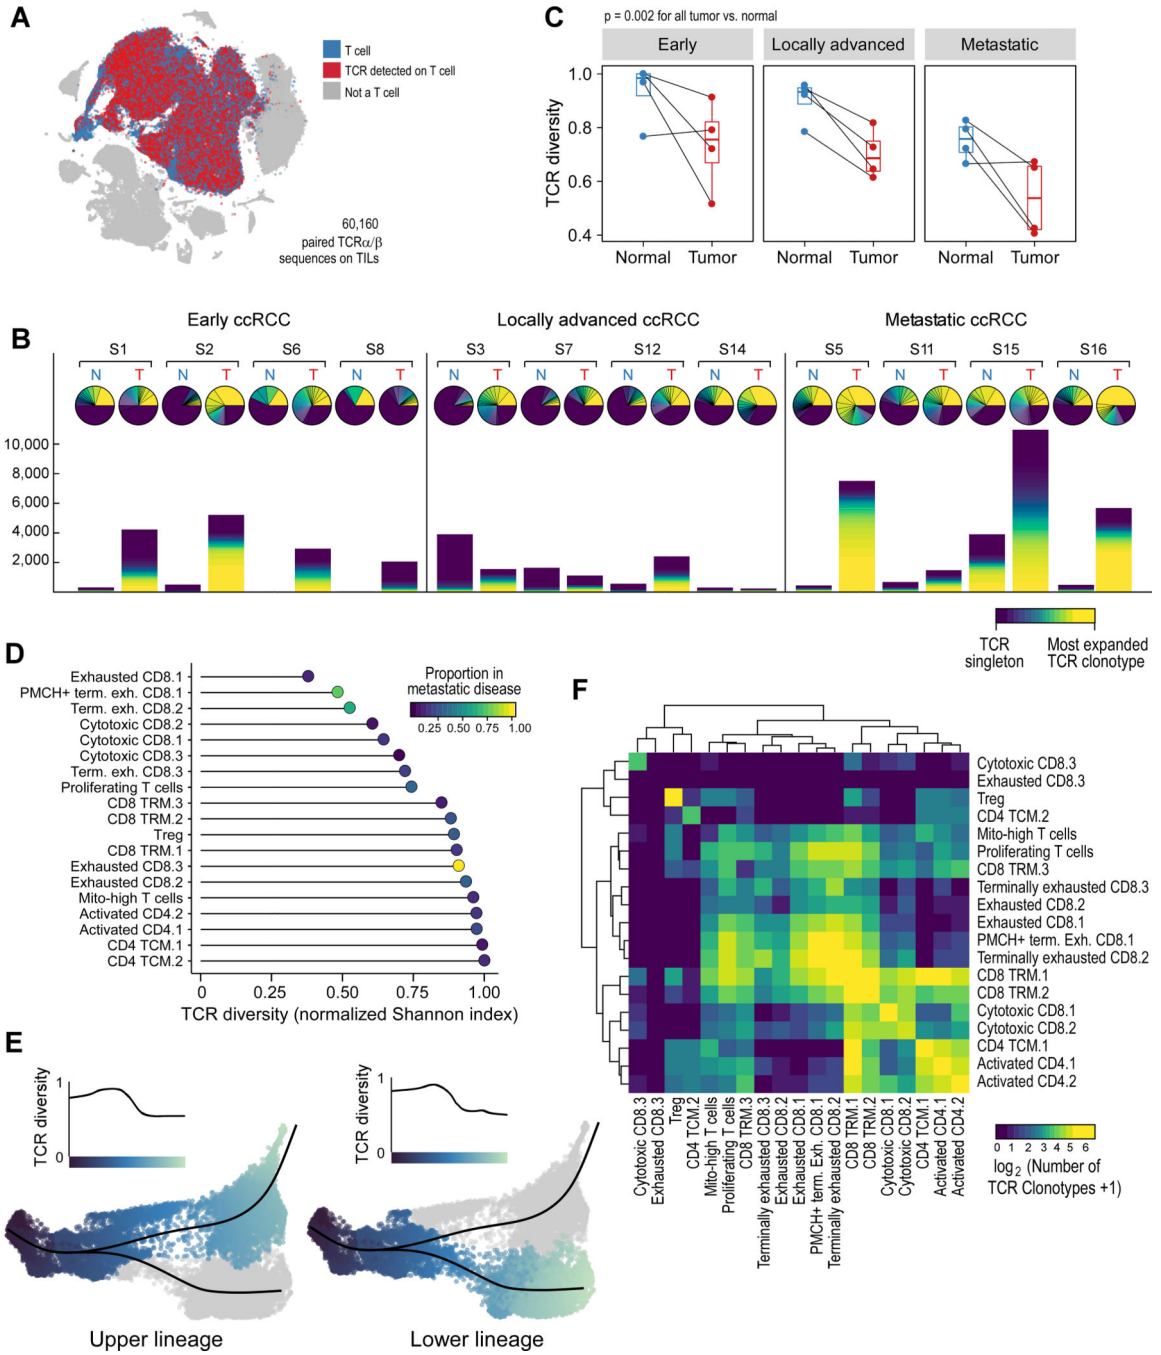 A
T cell
TCR detected on T cell
Not a T cell
60,160
paired TCRα/β
sequences on TILs
C
p = 0.002 for all tumor vs. normal
Early
Locally advanced
Metastatic
TCR diversity
1.0
0.8
0.6
0.4
Normal Tumor Normal Tumor Normal Tumor
B
Early ccRCC
Locally advanced ccRCC
Metastatic ccRCC
S1 S2 S6 S8 S3 S7 S12 S14 S5 S11 S15 S16
N T N T N T N T N T N T N T N T N T N T N T N T
10,000
8,000
6,000
4,000
2,000
TCR
singleton
Most expanded
TCR clonotype
D
Exhausted CD8.1
PMCH+ term. exh. CD8.1
Term. exh. CD8.2
Cytotoxic CD8.2
Cytotoxic CD8.1
Cytotoxic CD8.3
Term. exh. CD8.3
Proliferating T cells
CD8 TRM.3
CD8 TRM.2
Treg
CD8 TRM.1
Exhausted CD8.3
Exhausted CD8.2
Mito-high T cells
Activated CD4.2
Activated CD4.1
CD4 TCM.1
CD4 TCM.2
0 0.25 0.50 0.75 1.00
TCR diversity (normalized Shannon index)
Proportion in
metastatic disease
0.25 0.50 0.75 1.00
F
Cytotoxic CD8.3
Exhausted CD8.3
Treg
CD4 TCM.2
Mito-high T cells
Proliferating T cells
CD8 TRM.3
Terminally exhausted CD8.3
Exhausted CD8.2
Exhausted CD8.1
PMCH+ term. Exh. CD8.1
Terminally exhausted CD8.2
CD8 TRM.1
CD8 TRM.2
Cytotoxic CD8.1
Cytotoxic CD8.2
CD4 TCM.1
Activated CD4.1
Activated CD4.2
Cytotoxic CD8.3
Exhausted CD8.3
Treg
CD4 TCM.2
Mito-high T cells
Proliferating T cells
CD8 TRM.3
Terminally exhausted CD8.3
Exhausted CD8.2
Exhausted CD8.1
PMCH+ term. Exh. CD8.1
Terminally exhausted CD8.2
CD8 TRM.1
CD8 TRM.2
Cytotoxic CD8.1
Cytotoxic CD8.2
CD4 TCM.1
Activated CD4.1
Activated CD4.2
0 1 2 3 4 5 6
log2 (Number of
TCR Clonotypes +1)
E
TCR diversity
1
0
Upper lineage
TCR diversity
1
0
Lower lineage